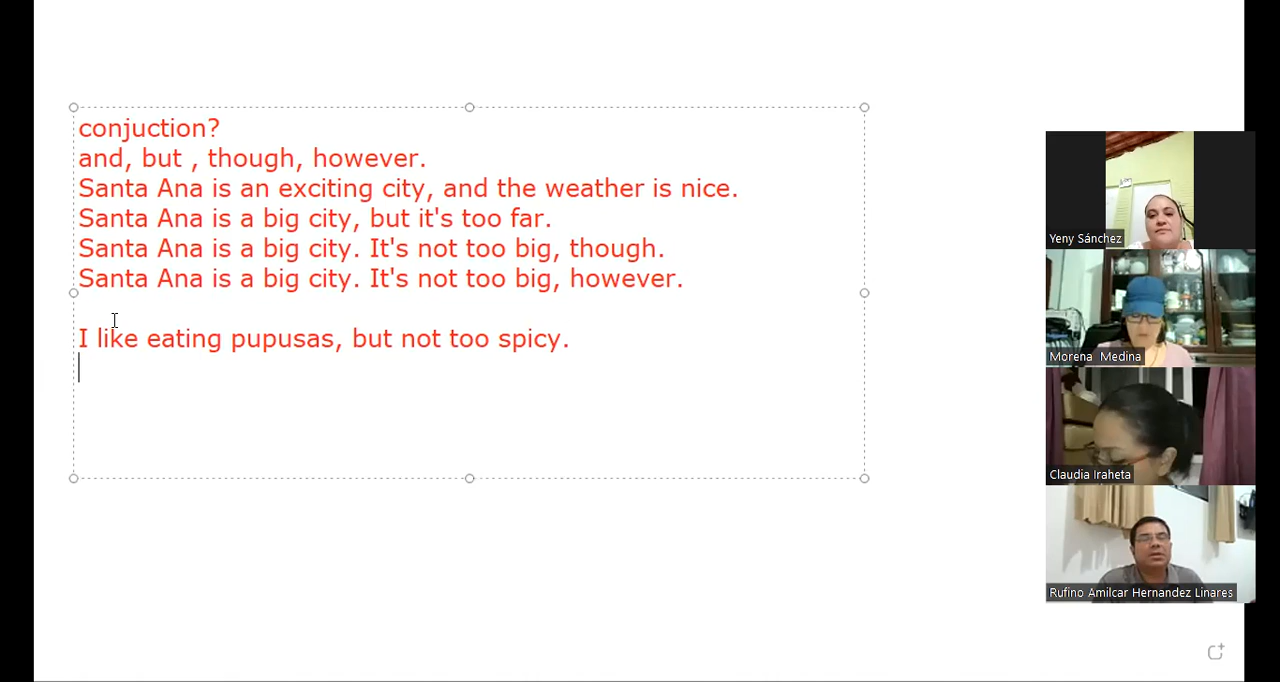 conjuction?
and, but , though, however.
Santa Ana is an exciting city, and the weather is nice.
Santa Ana is a big city, but it's too far.
Santa Ana is a big city. It's not too big, though.
Santa Ana is a big city. It's not too big, however.
I like eating pupusas, but not too spicy.
Yeny Sánchez
Morena Medina
Claudia Iraheta
Rufino Amilcar Hernandez Linares